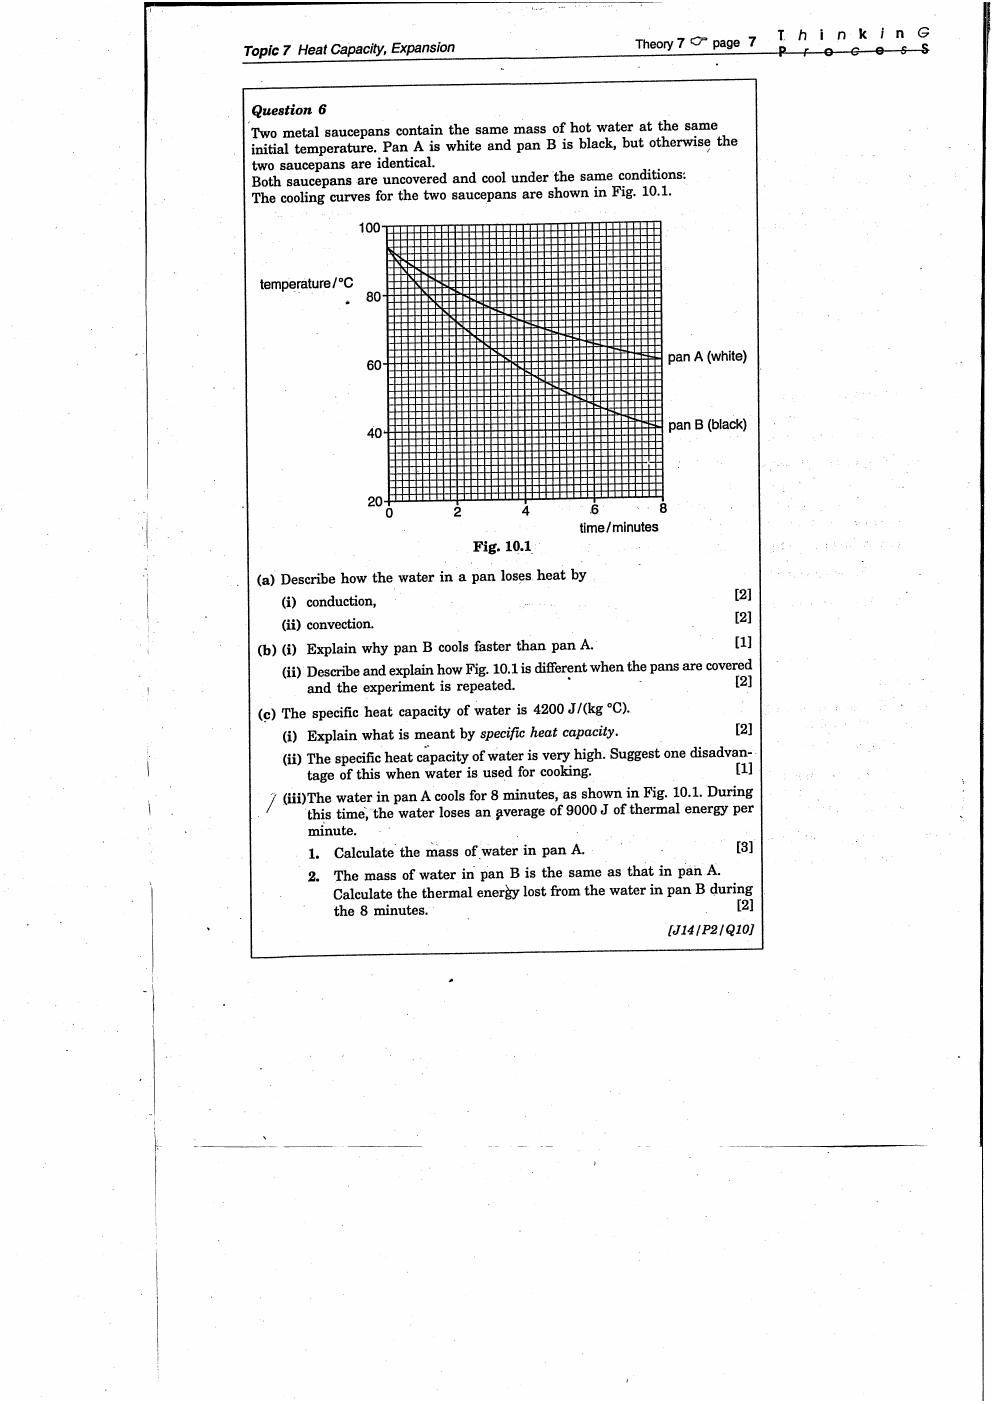 Topic 7 Heat Capacity, Expansion
Theory 7 ☞ page 7
T h i n k i n G
P r o c e s S
Question 6
Two metal saucepans contain the same mass of hot water at the same
initial temperature. Pan A is white and pan B is black, but otherwise, the
two saucepans are identical.
Both saucepans are uncovered and cool under the same conditions:
The cooling curves for the two saucepans are shown in Fig. 10.1.
100
temperature/°C
80
60
40
20
pan A (white)
pan B (black)
0 2 4 6 8
time/minutes
Fig. 10.1
(a) Describe how the water in a pan loses heat by
(i) conduction, [2]
(ii) convection. [2]
(b) (i) Explain why pan B cools faster than pan A. [1]
(ii) Describe and explain how Fig. 10.1 is different when the pans are covered
and the experiment is repeated. [2]
(c) The specific heat capacity of water is 4200 J/(kg °C).
(i) Explain what is meant by specific heat capacity. [2]
(ii) The specific heat capacity of water is very high. Suggest one disadvan-
tage of this when water is used for cooking. [1]
(iii) The water in pan A cools for 8 minutes, as shown in Fig. 10.1. During
this time, the water loses an average of 9000 J of thermal energy per
minute.
1. Calculate the mass of water in pan A. [3]
2. The mass of water in pan B is the same as that in pan A.
Calculate the thermal energy lost from the water in pan B during
the 8 minutes. [2]
[J14/P2/Q10]